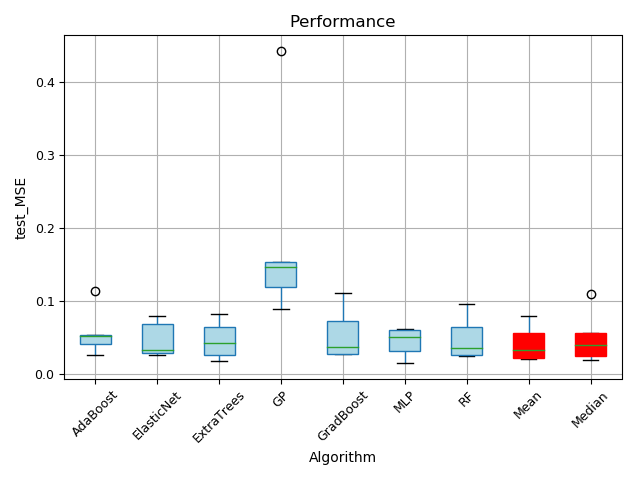 Performance
test_MSE
0.4
0.3
0.2
0.1
0.0
AdaBoost
ElasticNet
ExtraTrees
GP
GradBoost
MLP
RF
Mean
Median
Algorithm